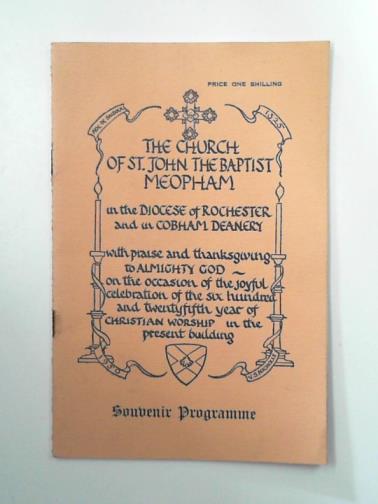 PRICE ONE SHILLING
1325
THE CHURCH
OF ST. JOHN THE BAPTIST
MEOPHAM
in the DIOCESE of ROCHESTER
and in COBHAM DEANERY
with praise and thanksgiving
to ALMIGHTY GOD ~
on the occasion of the joyful
celebration of the six hundred
and twentyfifth year of
CHRISTIAN WORSHIP in the
present building
1950
Souvenir Programme